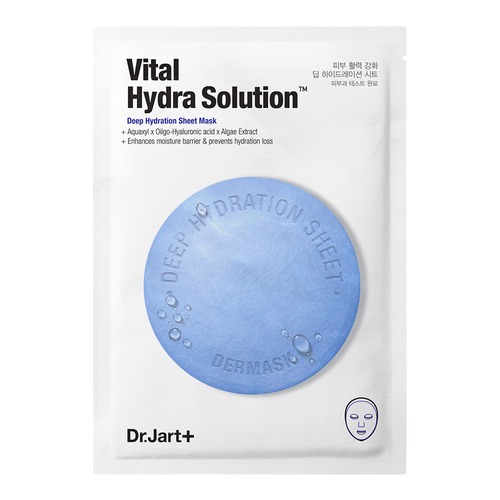 Vital
Hydra Solution™
Deep Hydration Sheet Mask
+ Aquaxyl x Oilgo-Hyaluronic acid x Algae Extract
+ Enhances moisture barrier & prevents hydration loss
피부 활력 강화
딥 하이드레이션 시트
피부과 테스트 완료
DEEP HYDRATION SHEET
DERMASK
Dr.Jart+